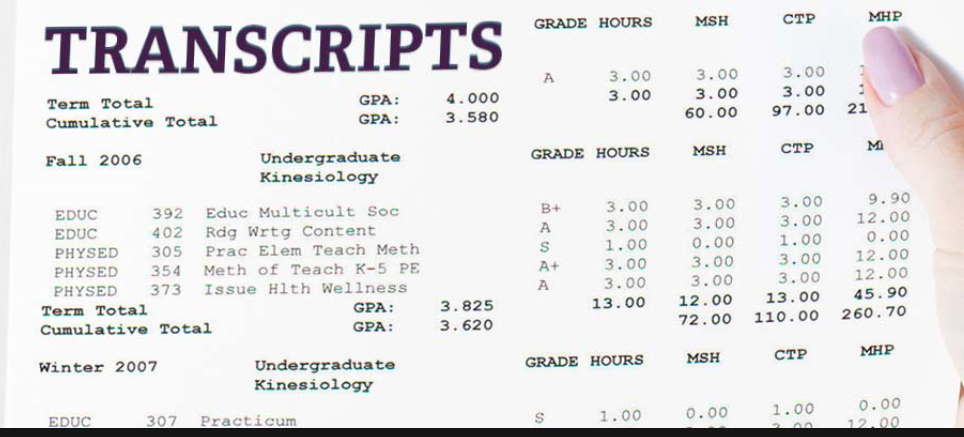 GRADE HOURS MSH CTP MHP
TRANSCRIPTS
A 3.00 3.00 3.00
Term Total GPA: 4.000 3.00 3.00 3.00
Cumulative Total GPA: 3.580 60.00 97.00
Fall 2006 Undergraduate GRADE HOURS MSH CTP
Kinesiology
EDUC 392 Educ Multicult Soc B+ 3.00 3.00 3.00 9.90
EDUC 402 Rdg Wrtg Content A 3.00 3.00 3.00 12.00
PHYSED 305 Prac Elem Teach Meth S 1.00 0.00 1.00 0.00
PHYSED 354 Meth of Teach K-5 PE A+ 3.00 3.00 3.00 12.00
PHYSED 373 Issue Hlth Wellness A 3.00 3.00 3.00 12.00
Term Total GPA: 3.825 13.00 12.00 13.00 45.90
Cumulative Total GPA: 3.620 72.00 110.00 260.70
Winter 2007 Undergraduate GRADE HOURS MSH CTP MHP
Kinesiology
EDUC 307 Practicum S 1.00 0.00 1.00 0.00
12.00